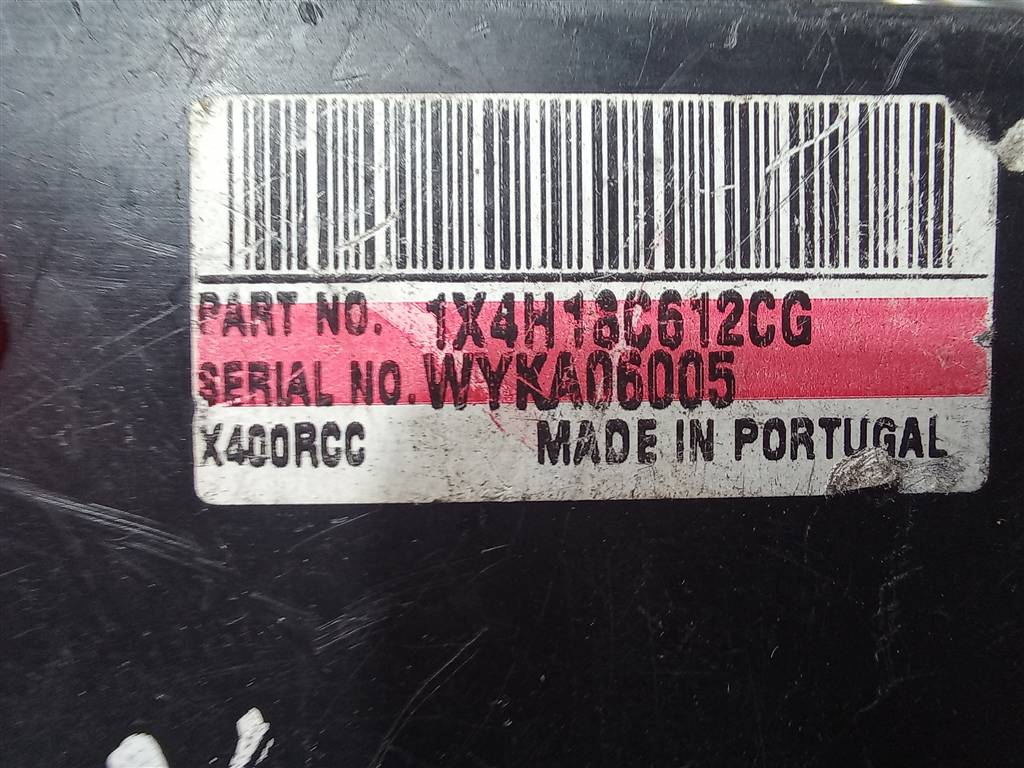 PART NO. 1X4H18C612CG
SERIAL NO. WYKA06005
X400RCC MADE IN PORTUGAL